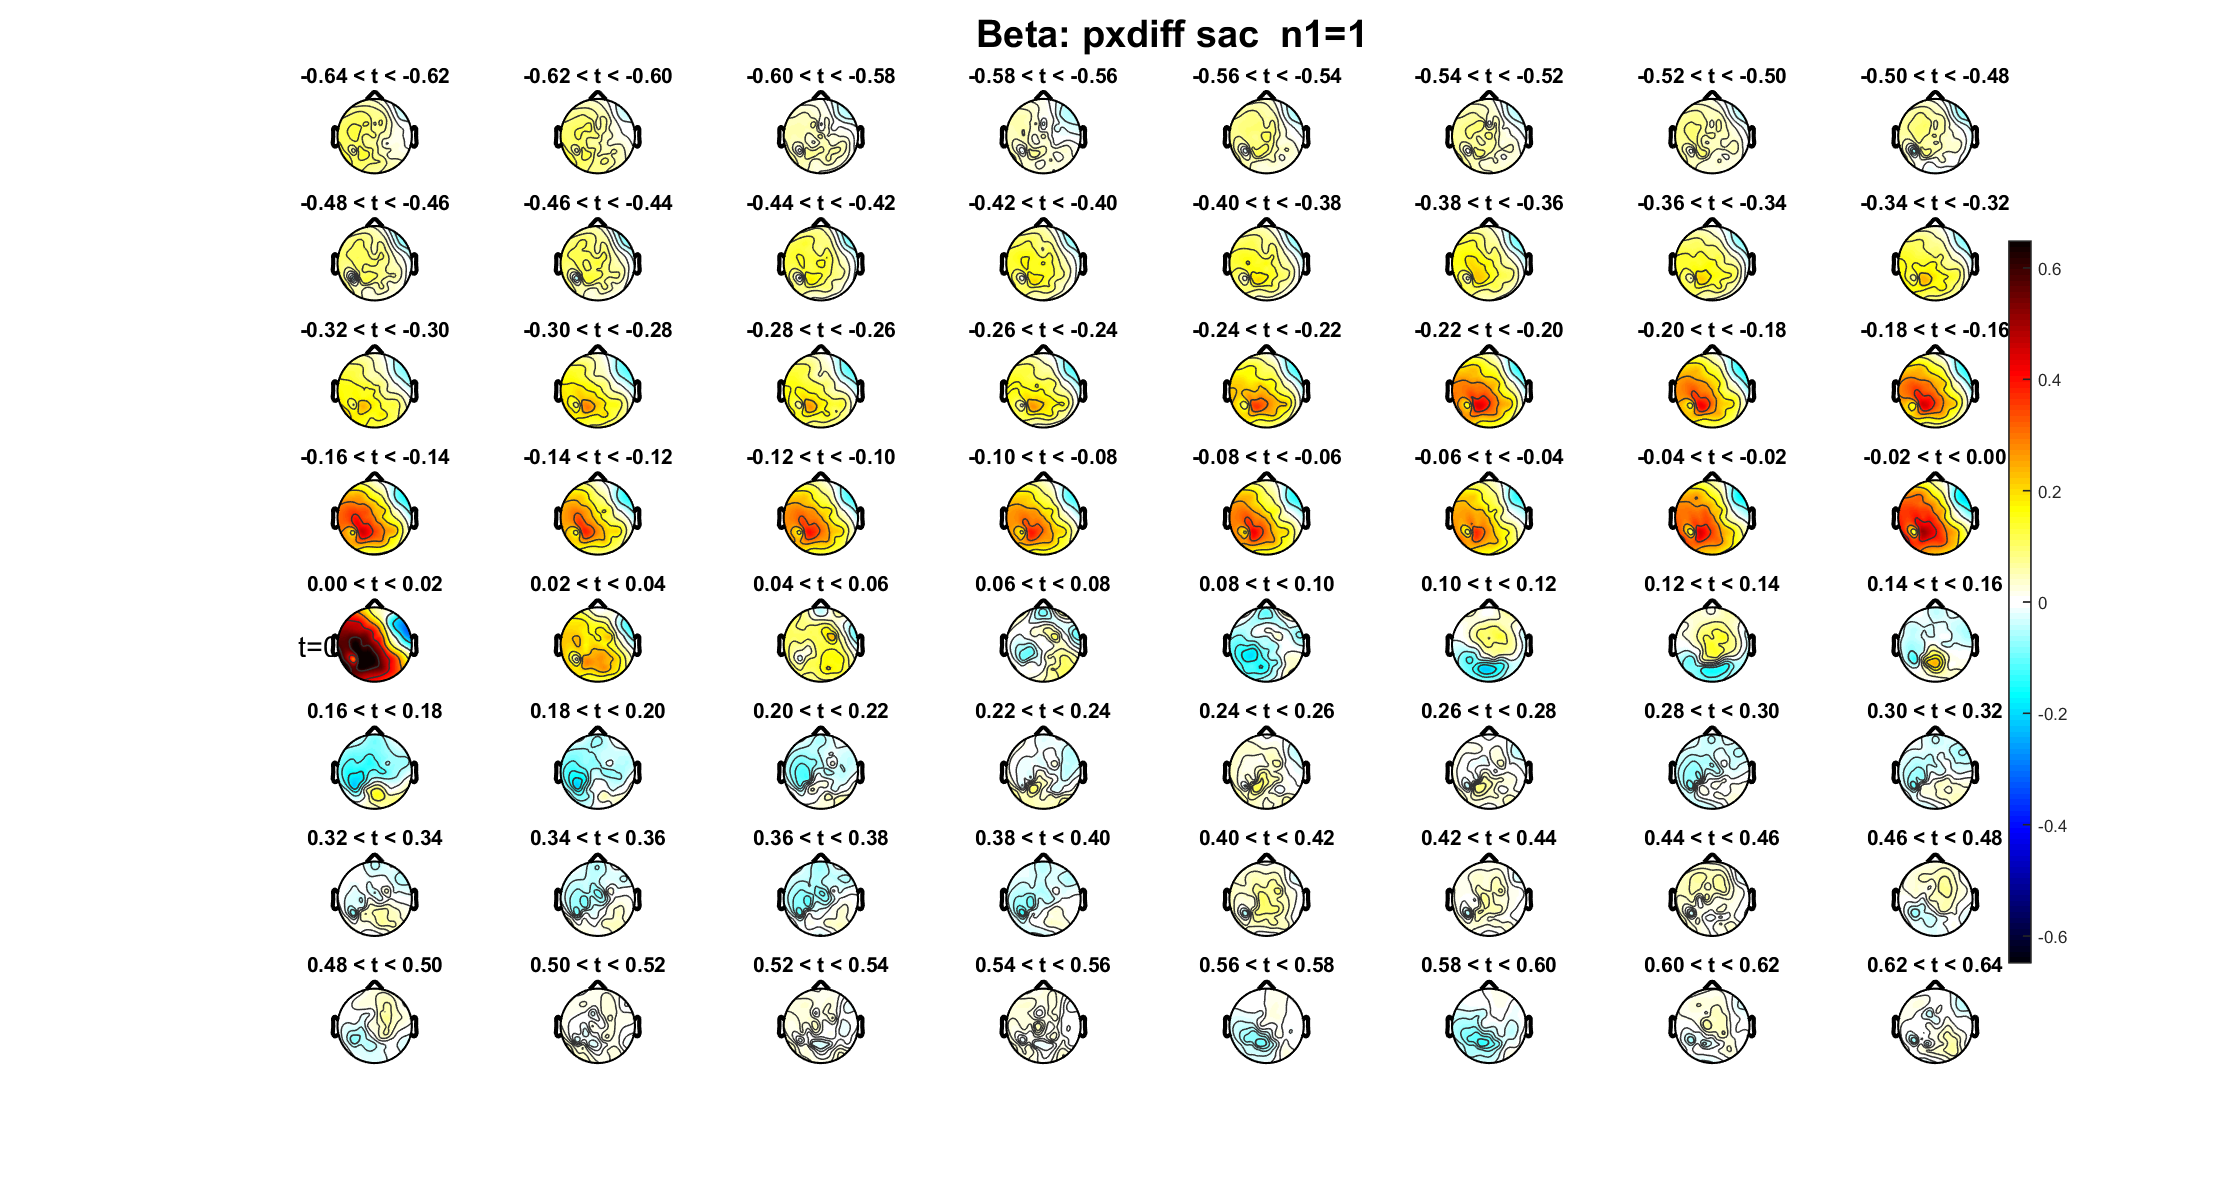 Beta: pxdiff sac  n1=1
-0.64 < t < -0.62 -0.62 < t < -0.60 -0.60 < t < -0.58 -0.58 < t < -0.56 -0.56 < t < -0.54 -0.54 < t < -0.52 -0.52 < t < -0.50 -0.50 < t < -0.48
-0.48 < t < -0.46 -0.46 < t < -0.44 -0.44 < t < -0.42 -0.42 < t < -0.40 -0.40 < t < -0.38 -0.38 < t < -0.36 -0.36 < t < -0.34 -0.34 < t < -0.32
0.6
-0.32 < t < -0.30 -0.30 < t < -0.28 -0.28 < t < -0.26 -0.26 < t < -0.24 -0.24 < t < -0.22 -0.22 < t < -0.20 -0.20 < t < -0.18 -0.18 < t < -0.16
0.4
-0.16 < t < -0.14 -0.14 < t < -0.12 -0.12 < t < -0.10 -0.10 < t < -0.08 -0.08 < t < -0.06 -0.06 < t < -0.04 -0.04 < t < -0.02 -0.02 < t < 0.00
0.2
0.00 < t < 0.02 0.02 < t < 0.04 0.04 < t < 0.06 0.06 < t < 0.08 0.08 < t < 0.10 0.10 < t < 0.12 0.12 < t < 0.14 0.14 < t < 0.16
0
t=0
0.16 < t < 0.18 0.18 < t < 0.20 0.20 < t < 0.22 0.22 < t < 0.24 0.24 < t < 0.26 0.26 < t < 0.28 0.28 < t < 0.30 0.30 < t < 0.32
-0.2
0.32 < t < 0.34 0.34 < t < 0.36 0.36 < t < 0.38 0.38 < t < 0.40 0.40 < t < 0.42 0.42 < t < 0.44 0.44 < t < 0.46 0.46 < t < 0.48
-0.4
-0.6
0.48 < t < 0.50 0.50 < t < 0.52 0.52 < t < 0.54 0.54 < t < 0.56 0.56 < t < 0.58 0.58 < t < 0.60 0.60 < t < 0.62 0.62 < t < 0.64